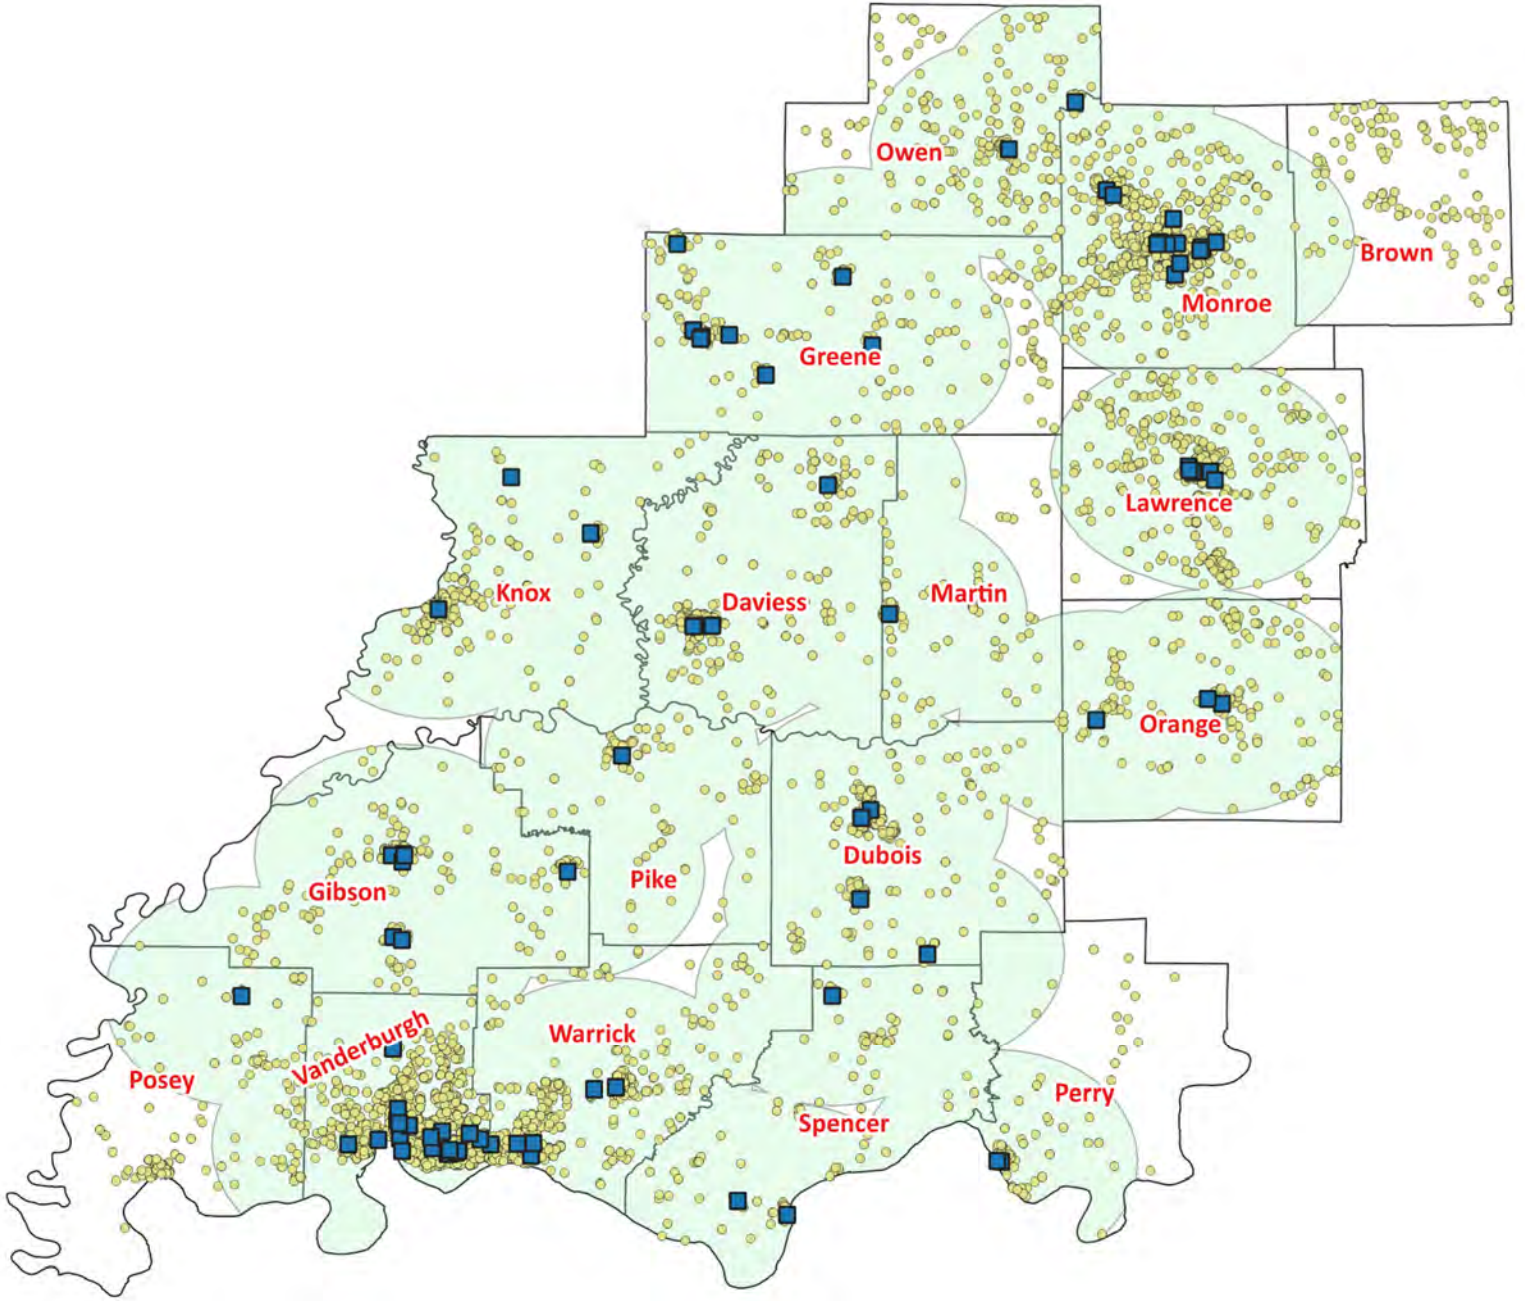 Owen
Brown
Monroe
Greene
Lawrence
Knox
Daviess
Martin
Orange
Dubois
Pike
Gibson
Vanderburgh
Warrick
Posey
Perry
Spencer